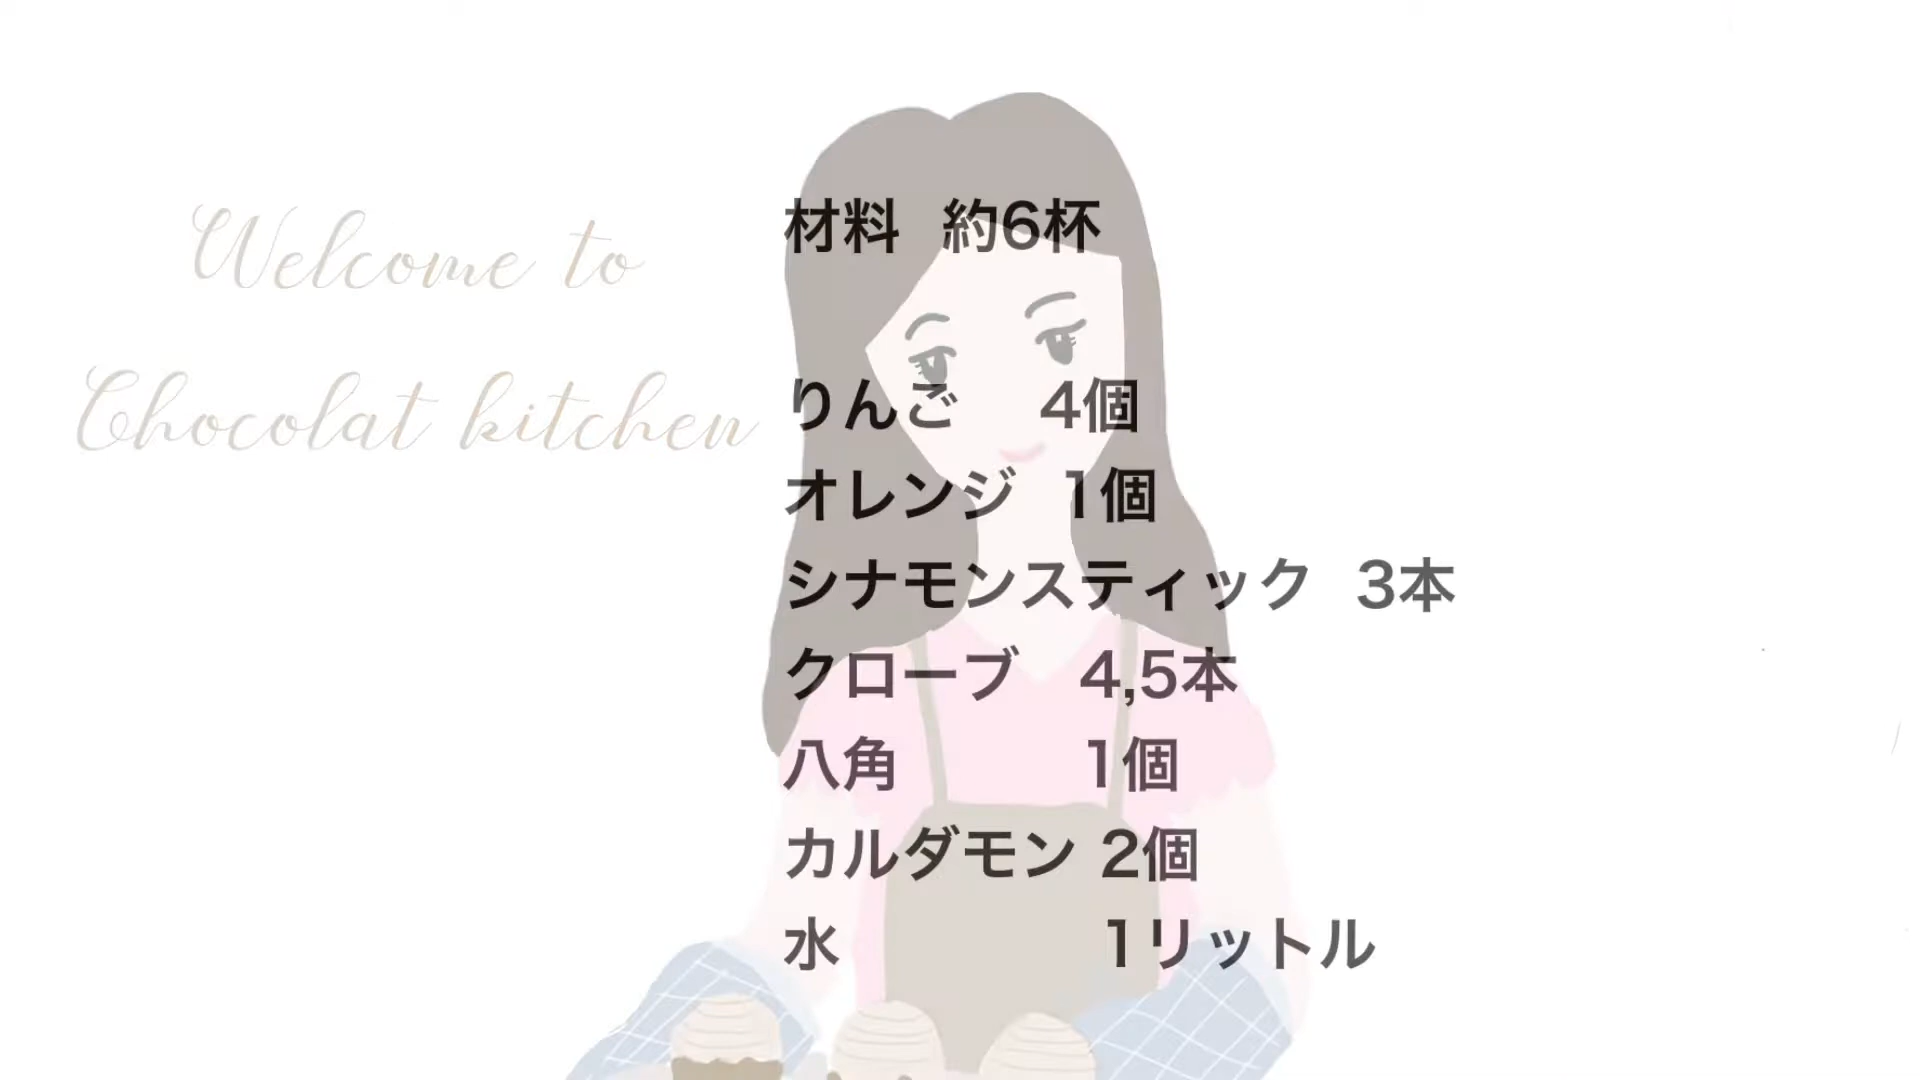 Welcome to
Chocolat kitchen
材料 約6杯
りんご 4個
オレンジ 1個
シナモンスティック 3本
クローブ 4,5本
八角 1個
カルダモン 2個
水 1リットル